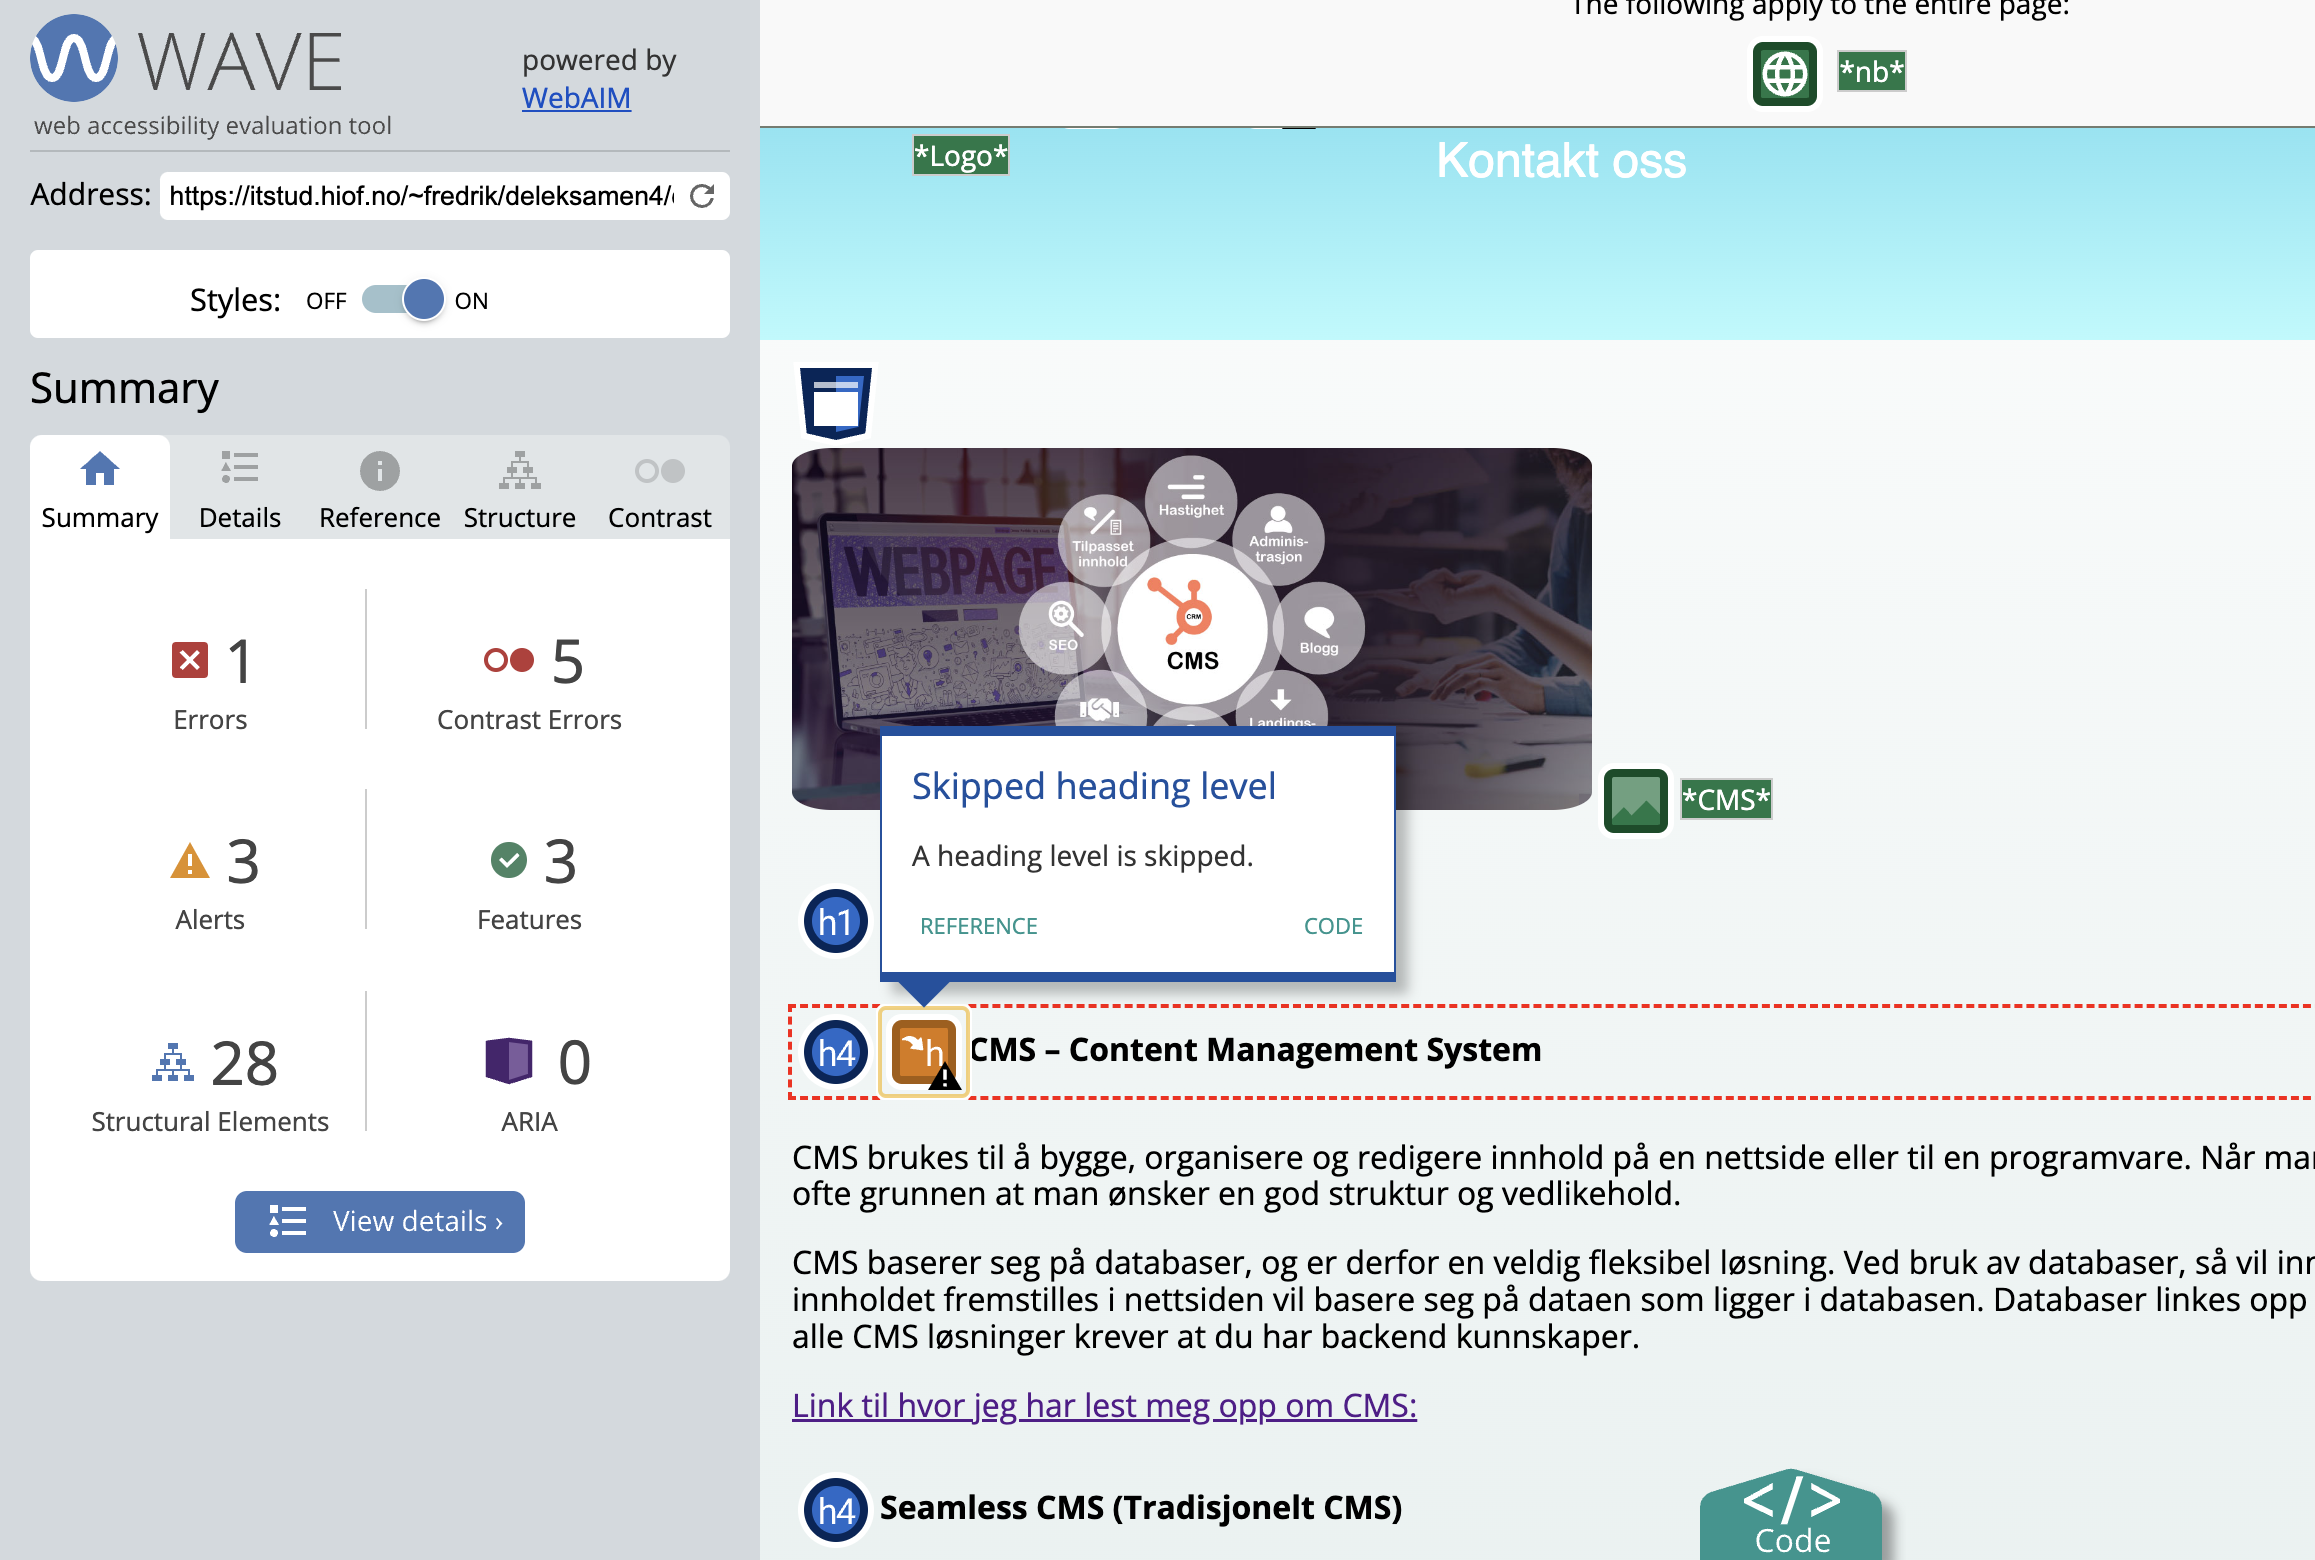 WAVE
powered by
WebAIM
web accessibility evaluation tool
Address: https://itstud.hiof.no/~fredrik/deleksamen4/
Styles: OFF ON
Summary
Summary Details Reference Structure Contrast
1 5
Errors Contrast Errors
3 3
Alerts Features
28 0
Structural Elements ARIA
View details ›
The following apply to the entire page:
*nb*
*Logo*
Kontakt oss
WEBPAGE
Hastighet
Tilpasset
innhold
Adminis-
trasjon
SEO
CRM
CMS
Blogg
Landings-
*CMS*
Skipped heading level
A heading level is skipped.
REFERENCE CODE
h1
h4 h CMS – Content Management System
CMS brukes til å bygge, organisere og redigere innhold på en nettside eller til en programvare. Når
ofte grunnen at man ønsker en god struktur og vedlikehold.
CMS baserer seg på databaser, og er derfor en veldig fleksibel løsning. Ved bruk av databaser, så vil
innholdet fremstilles i nettsiden vil basere seg på dataen som ligger i databasen. Databaser linkes opp
alle CMS løsninger krever at du har backend kunnskaper.
Link til hvor jeg har lest meg opp om CMS:
h4 Seamless CMS (Tradisjonelt CMS)
</>
Code